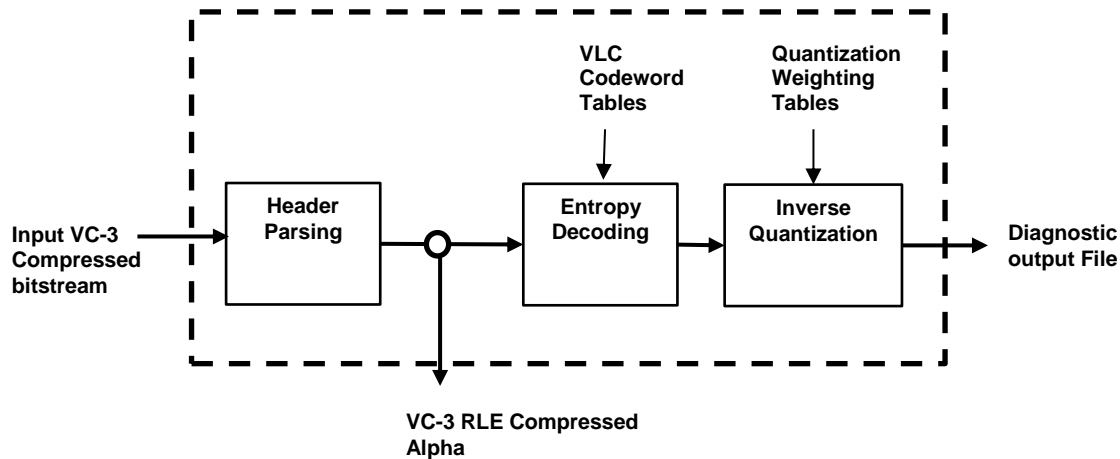 VLC
Codeword
Tables
Quantization
Weighting
Tables
Input VC-3
Compressed
bitstream
Header
Parsing
Entropy
Decoding
Inverse
Quantization
Diagnostic
output File
VC-3 RLE Compressed
Alpha